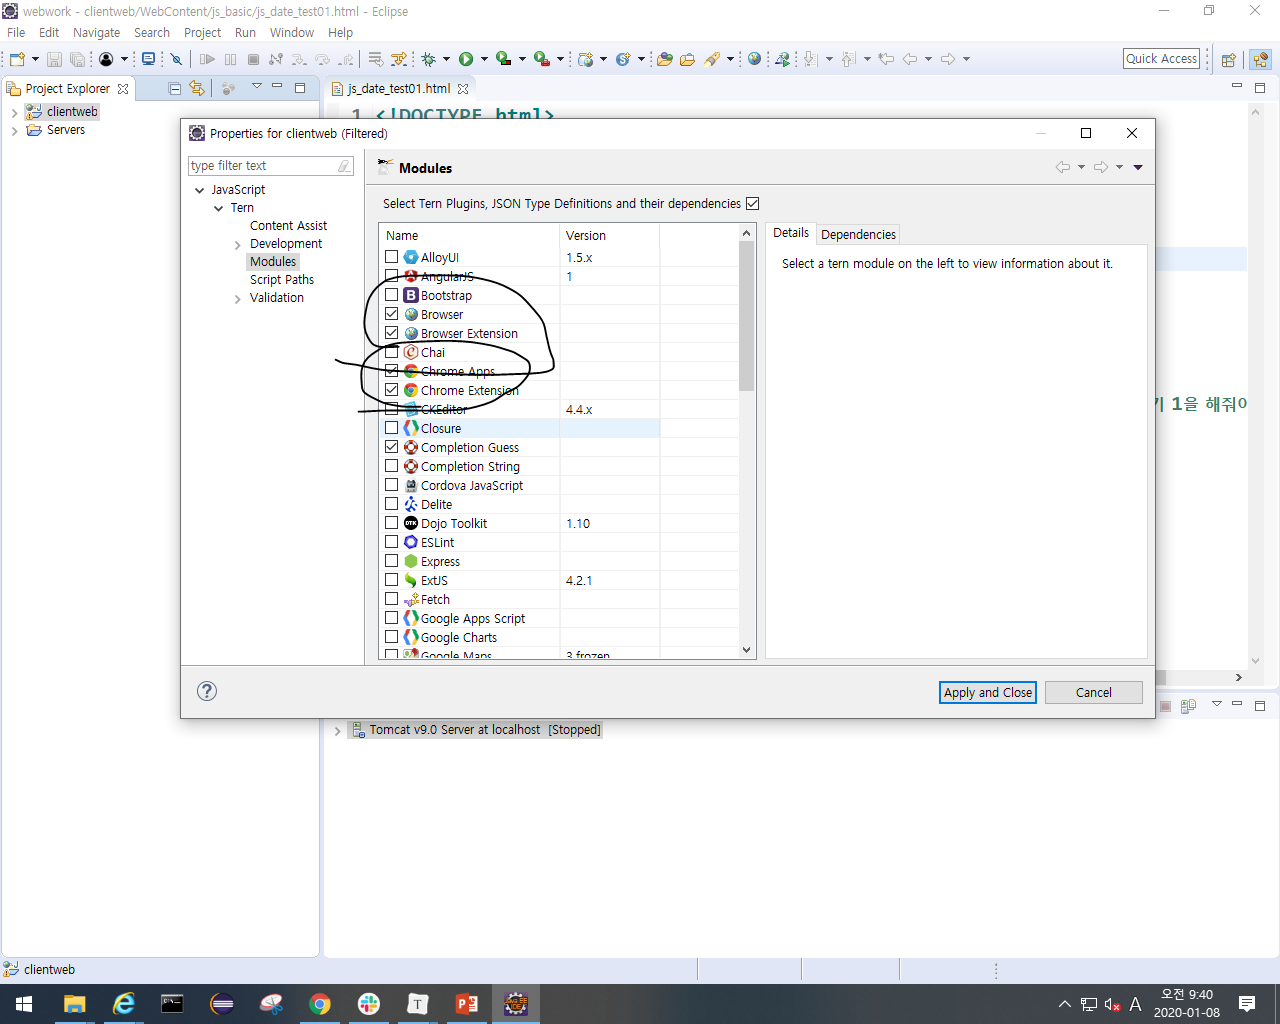 webwork - clientweb/WebContent/js_basic/js_date_test01.html - Eclipse
File Edit Navigate Search Project Run Window Help
Quick Access
Project Explorer
js_date_test01.html
clientweb
Servers
1 <!DOCTYPE html>
Properties for clientweb (Filtered)
type filter text
Modules
JavaScript
Tern
Content Assist
Development
Modules
Script Paths
Validation
Select Tern Plugins, JSON Type Definitions and their dependencies
Name Version
AlloyUI 1.5.x
AngularJS 1
Bootstrap
Browser
Browser Extension
Chai
Chrome Apps
Chrome Extension
CKEditor 4.4.x
Closure
Completion Guess
Completion String
Cordova JavaScript
Delite
Dojo Toolkit 1.10
ESLint
Express
ExtJS 4.2.1
Fetch
Google Apps Script
Google Charts
Google Maps 3.frozen
Details
Dependencies
Select a tern module on the left to view information about it.
1을 해줘이
Apply and Close
Cancel
Tomcat v9.0 Server at localhost [Stopped]
clientweb
A
오전 9:40
2020-01-08